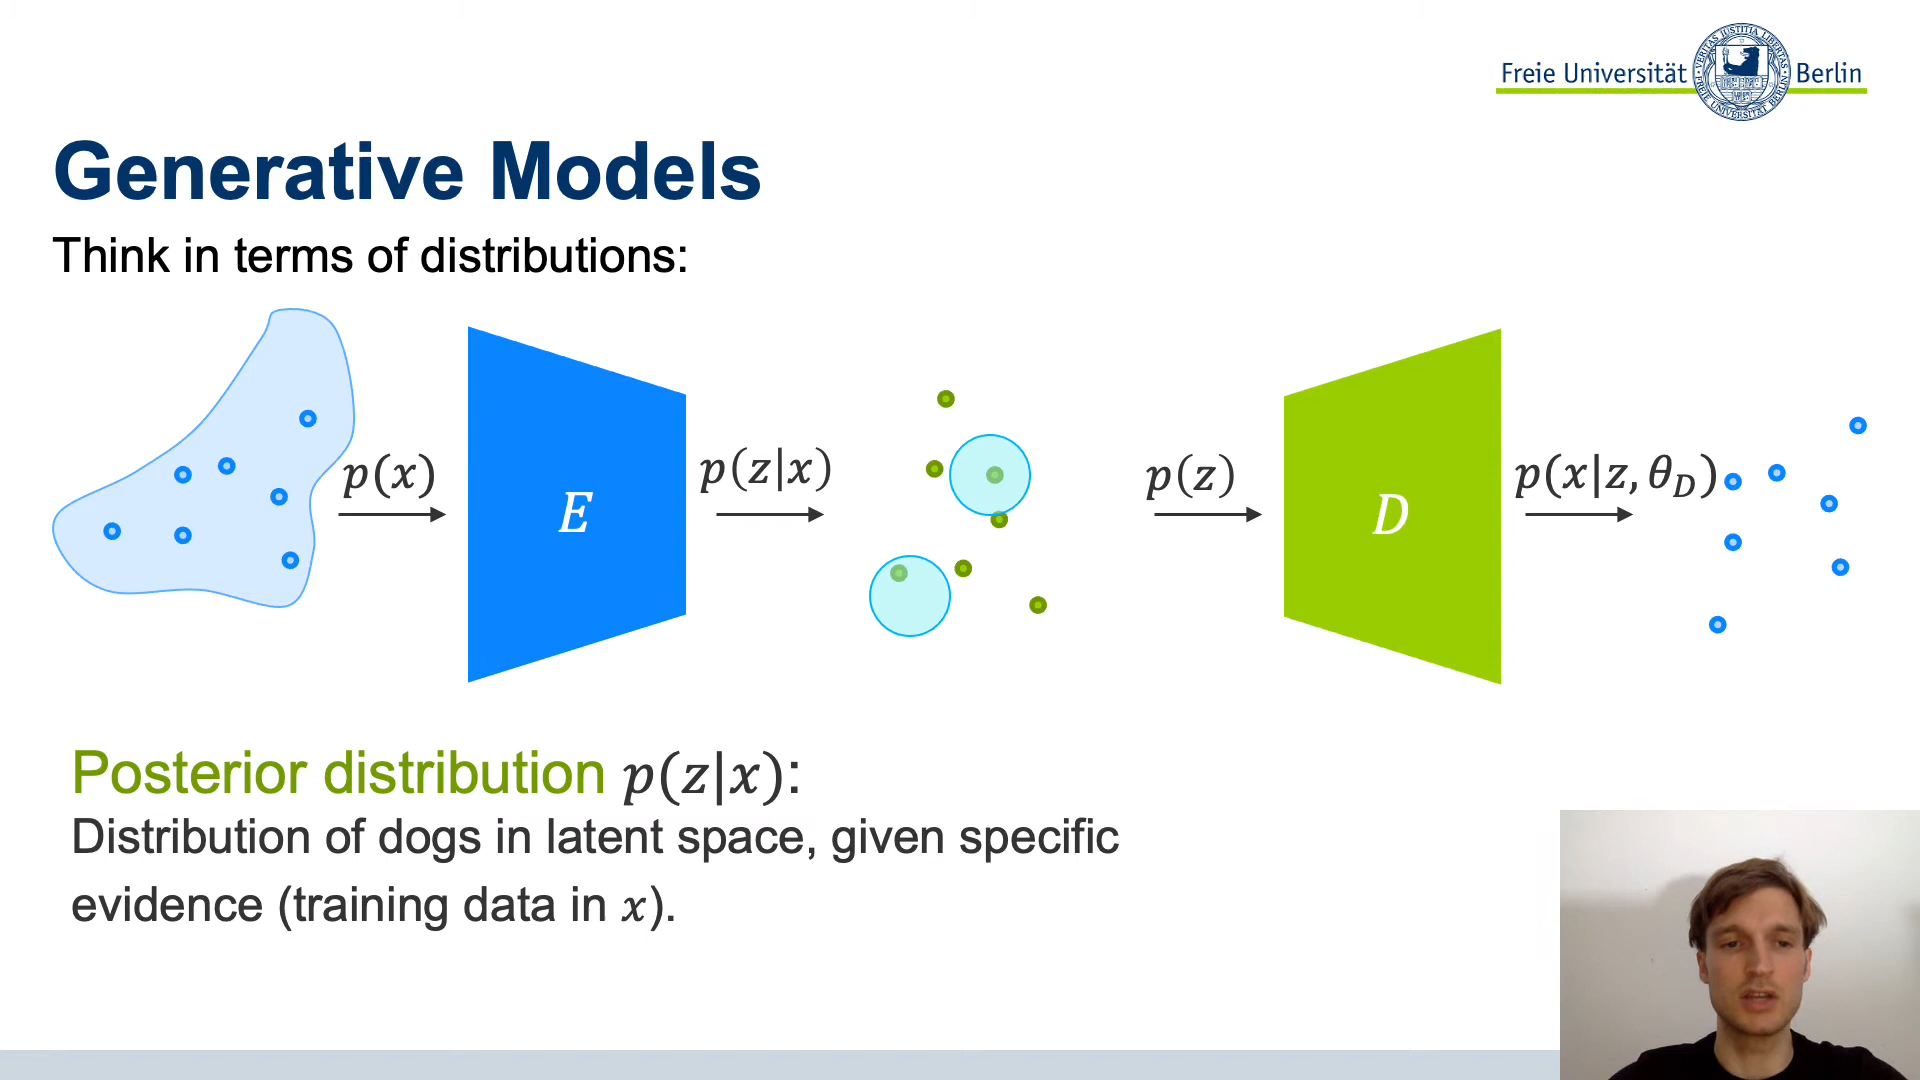 Freie Universität Berlin
Generative Models
Think in terms of distributions:
p(x)
E
p(z|x)
p(z)
D
p(x|z, θ_D)
Posterior distribution p(z|x):
Distribution of dogs in latent space, given specific
evidence (training data in x).